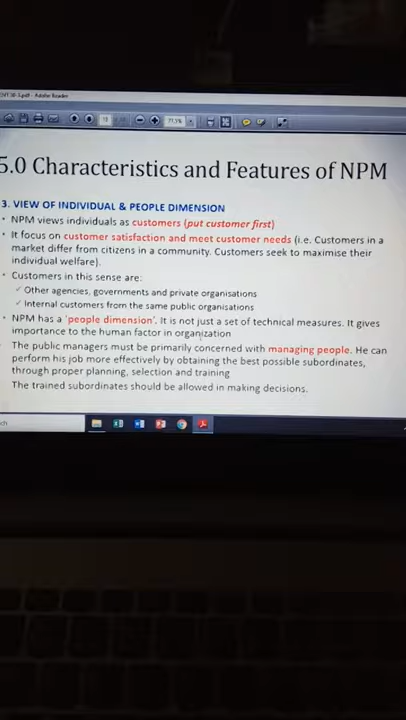 5.0 Characteristics and Features of NPM
3. VIEW OF INDIVIDUAL & PEOPLE DIMENSION
• NPM views individuals as customers (put customer first)
• It focus on customer satisfaction and meet customer needs (i.e. Customers in a
market differ from citizens in a community. Customers seek to maximise their
individual welfare).
• Customers in this sense are:
✓ Other agencies, governments and private organisations
✓ Internal customers from the same public organisations
• NPM has a 'people dimension'. It is not just a set of technical measures. It gives
importance to the human factor in organization
The public managers must be primarily concerned with managing people. He can
perform his job more effectively by obtaining the best possible subordinates,
through proper planning, selection and training
The trained subordinates should be allowed in making decisions.